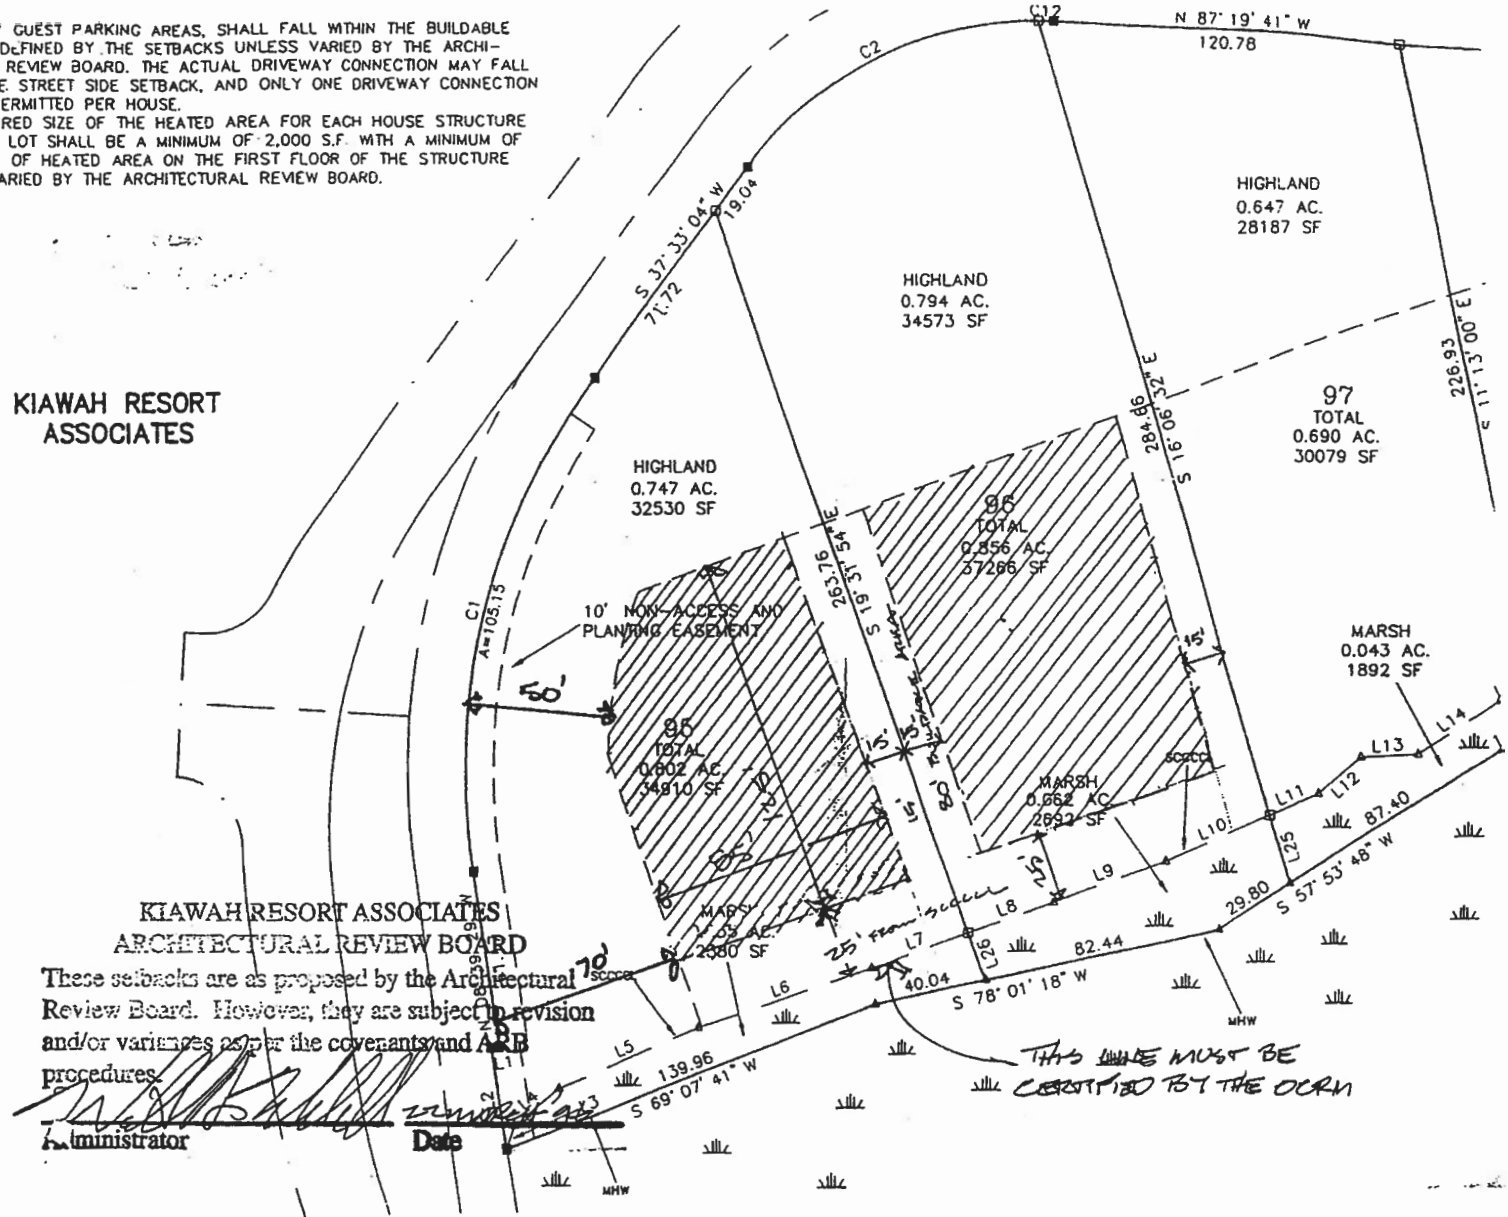 GUEST PARKING AREAS, SHALL FALL WITHIN THE BUILDABLE
DEFINED BY THE SETBACKS UNLESS VARIED BY THE ARCHI-
REVIEW BOARD. THE ACTUAL DRIVEWAY CONNECTION MAY FALL
STREET SIDE SETBACK, AND ONLY ONE DRIVEWAY CONNECTION
ERMITTED PER HOUSE.
RED SIZE OF THE HEATED AREA FOR EACH HOUSE STRUCTURE
LOT SHALL BE A MINIMUM OF 2,000 S.F. WITH A MINIMUM OF
OF HEATED AREA ON THE FIRST FLOOR OF THE STRUCTURE
ARIED BY THE ARCHITECTURAL REVIEW BOARD.
C12
N 87° 19' 41" W
120.78
C2
S 37° 33' 04" W
19.04
71.72
HIGHLAND
0.647 AC.
28187 SF
HIGHLAND
0.794 AC.
34573 SF
KIAWAH RESORT
ASSOCIATES
HIGHLAND
0.747 AC.
32530 SF
97
TOTAL
0.690 AC.
30079 SF
226.93
S 11° 13' 00" E
284.66
S 16° 06' 32" E
96
TOTAL
0.856 AC.
37266 SF
263.76
S 19° 31' 54" E
C1
A=105.15
10' NON-ACCESS AND
PLANTING EASEMENT
50'
95
TOTAL
0.802 AC.
34910 SF
15'
15'
15'
15'
80'
MARSH
0.043 AC.
1892 SF
MARSH
0.062 AC.
2692 SF
SCCCCL
L14
L13
L12
L11
L10
L9
L8
L7
L6
L5
L25
L26
87.40
S 57° 53' 48" W
29.80
82.44
S 78° 01' 18" W
40.04
25'
25' FROM SCCCL
2380 SF
70'
SCCCCL
MHW
139.96
S 69° 07' 41" W
THIS LINE MUST BE
CERTIFIED BY THE OCRM
KIAWAH RESORT ASSOCIATES
ARCHITECTURAL REVIEW BOARD
These setbacks are as proposed by the Architectural
Review Board. However, they are subject to revision
and/or variances as per the covenants and ARB
procedures.
L1
Administrator
Date
MHW